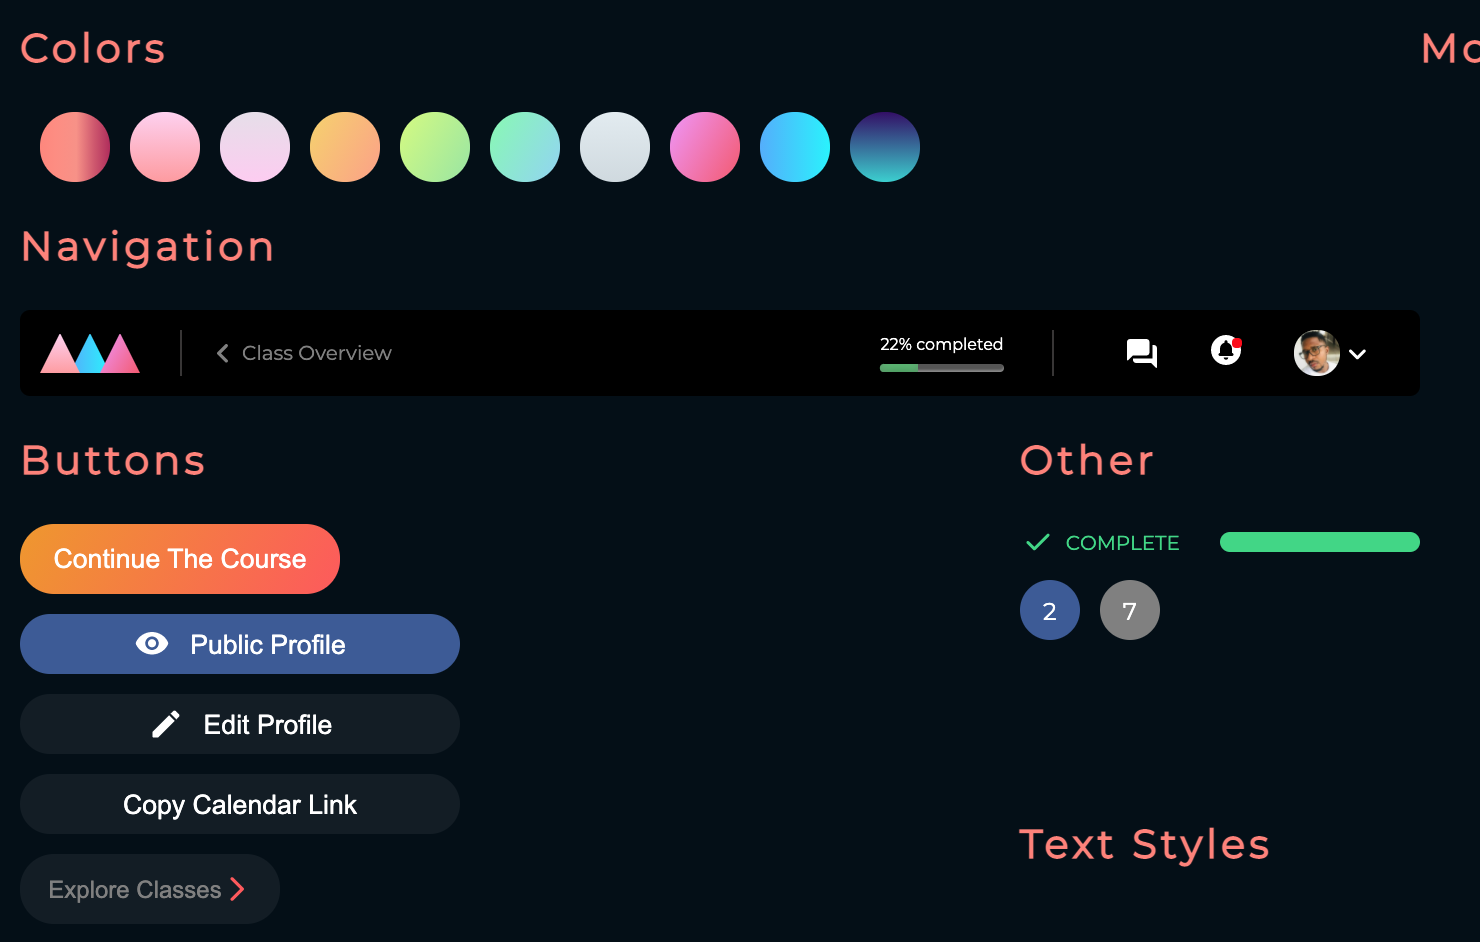 Colors
Navigation
Class Overview
22% completed
Buttons
Continue The Course
Public Profile
Edit Profile
Copy Calendar Link
Explore Classes
Other
COMPLETE
2
7
Text Styles